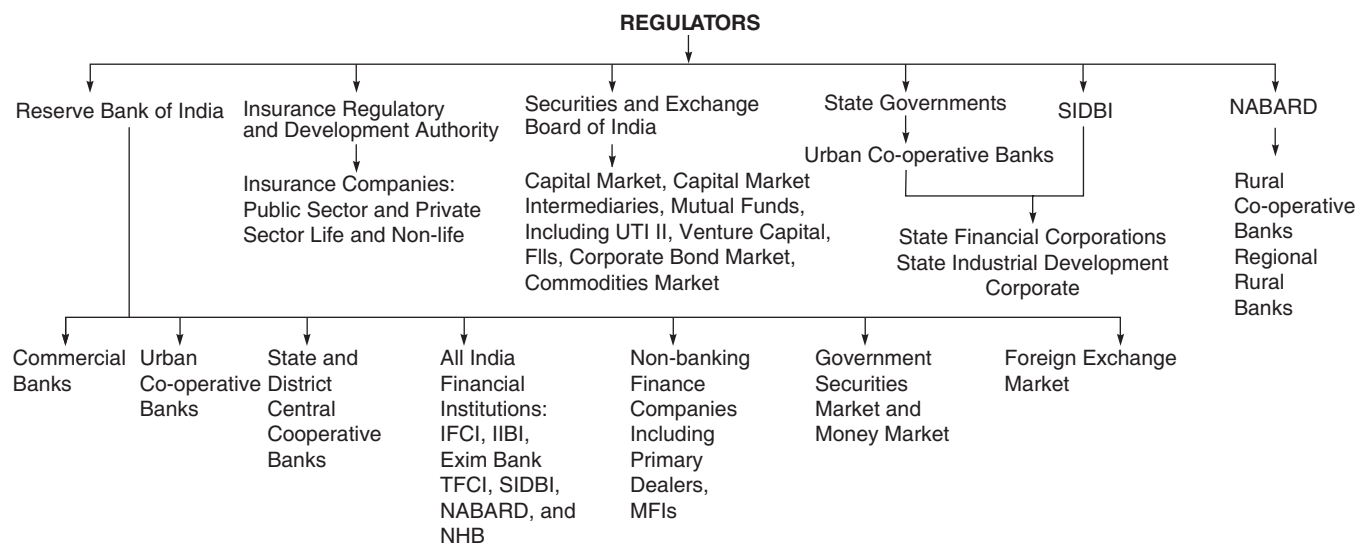 REGULATORS
Reserve Bank of India
Insurance Regulatory
and Development Authority
Securities and Exchange
Board of India
State Governments
SIDBI
NABARD
Urban Co-operative Banks
Insurance Companies:
Public Sector and Private
Sector Life and Non-life
Capital Market, Capital Market
Intermediaries, Mutual Funds,
Including UTI II, Venture Capital,
FIIs, Corporate Bond Market,
Commodities Market
State Financial Corporations
State Industrial Development
Corporate
Rural
Co-operative
Banks
Regional
Rural
Banks
Commercial
Banks
Urban
Co-operative
Banks
State and
District
Central
Cooperative
Banks
All India
Financial
Institutions:
IFCI, IIBI,
Exim Bank
TFCI, SIDBI,
NABARD, and
NHB
Non-banking
Finance
Companies
Including
Primary
Dealers,
MFIs
Government
Securities
Market and
Money Market
Foreign Exchange
Market